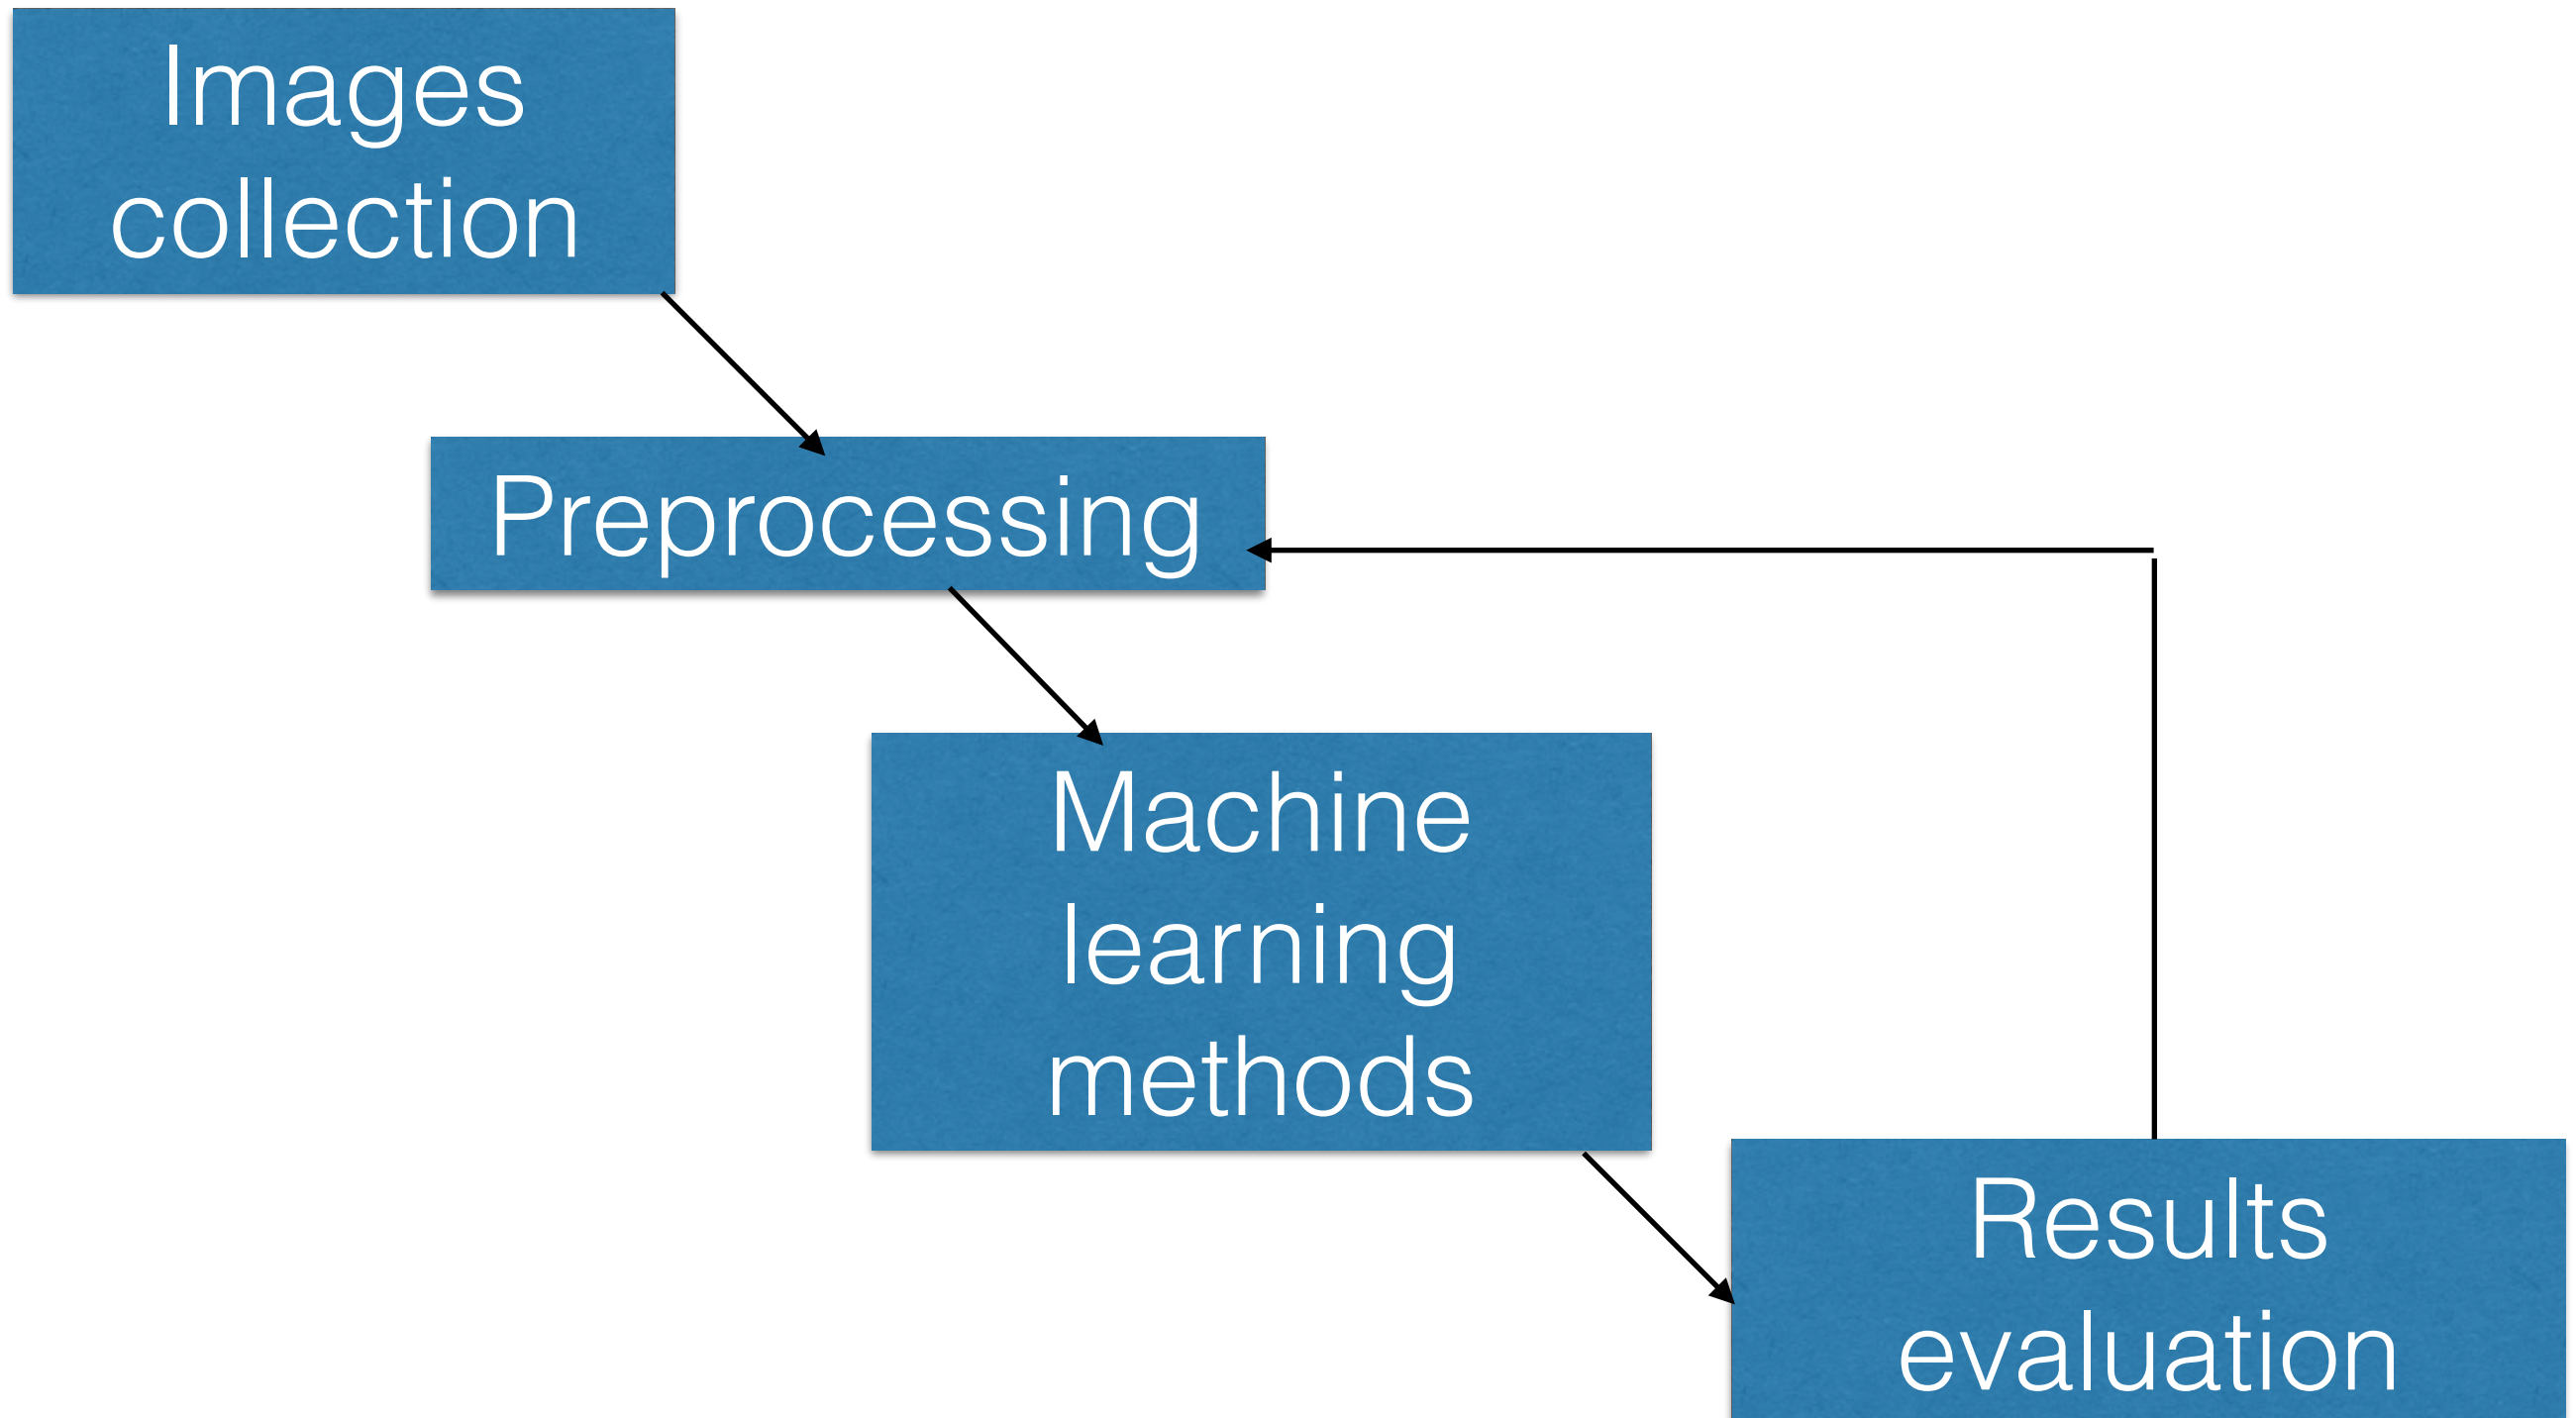 Images
collection
Preprocessing
Machine
learning
methods
Results
evaluation